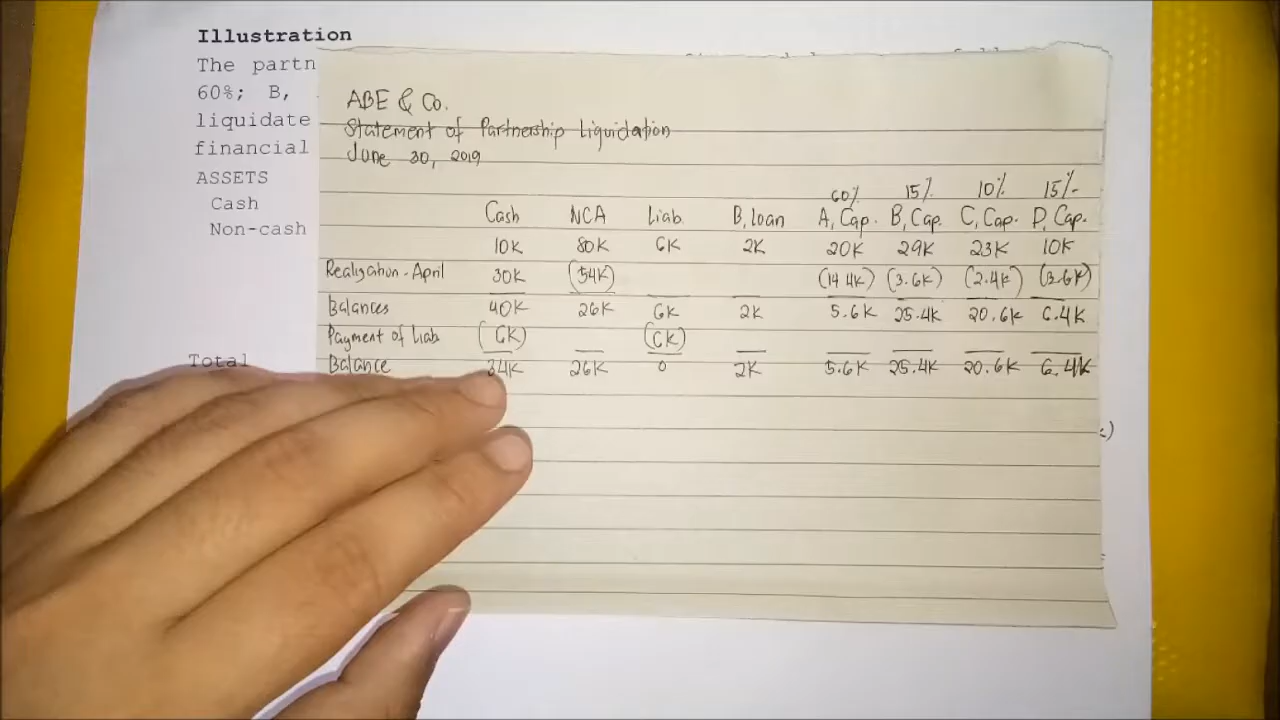 Illustration
The partn
60%; B,
liquidate
financial
ASSETS
Cash
Non-cash
Total
ABE & Co.
Statement of Partnership Liquidation
June 30, 2019
60% 15% 10% 15%
Cash NCA Liab. B, loan A, Cap. B, Cap. C, Cap. D, Cap.
10K 80K 6K 2K 20K 29K 23K 10K
Realization - April 30K (54K) (14.4K) (3.6K) (2.4K) (3.6K)
Balances 40K 26K 6K 2K 5.6K 25.4K 20.6K 6.4K
Payment of Liab (6K) (6K)
Balance 34K 26K 0 2K 5.6K 25.4K 20.6K 6.4K